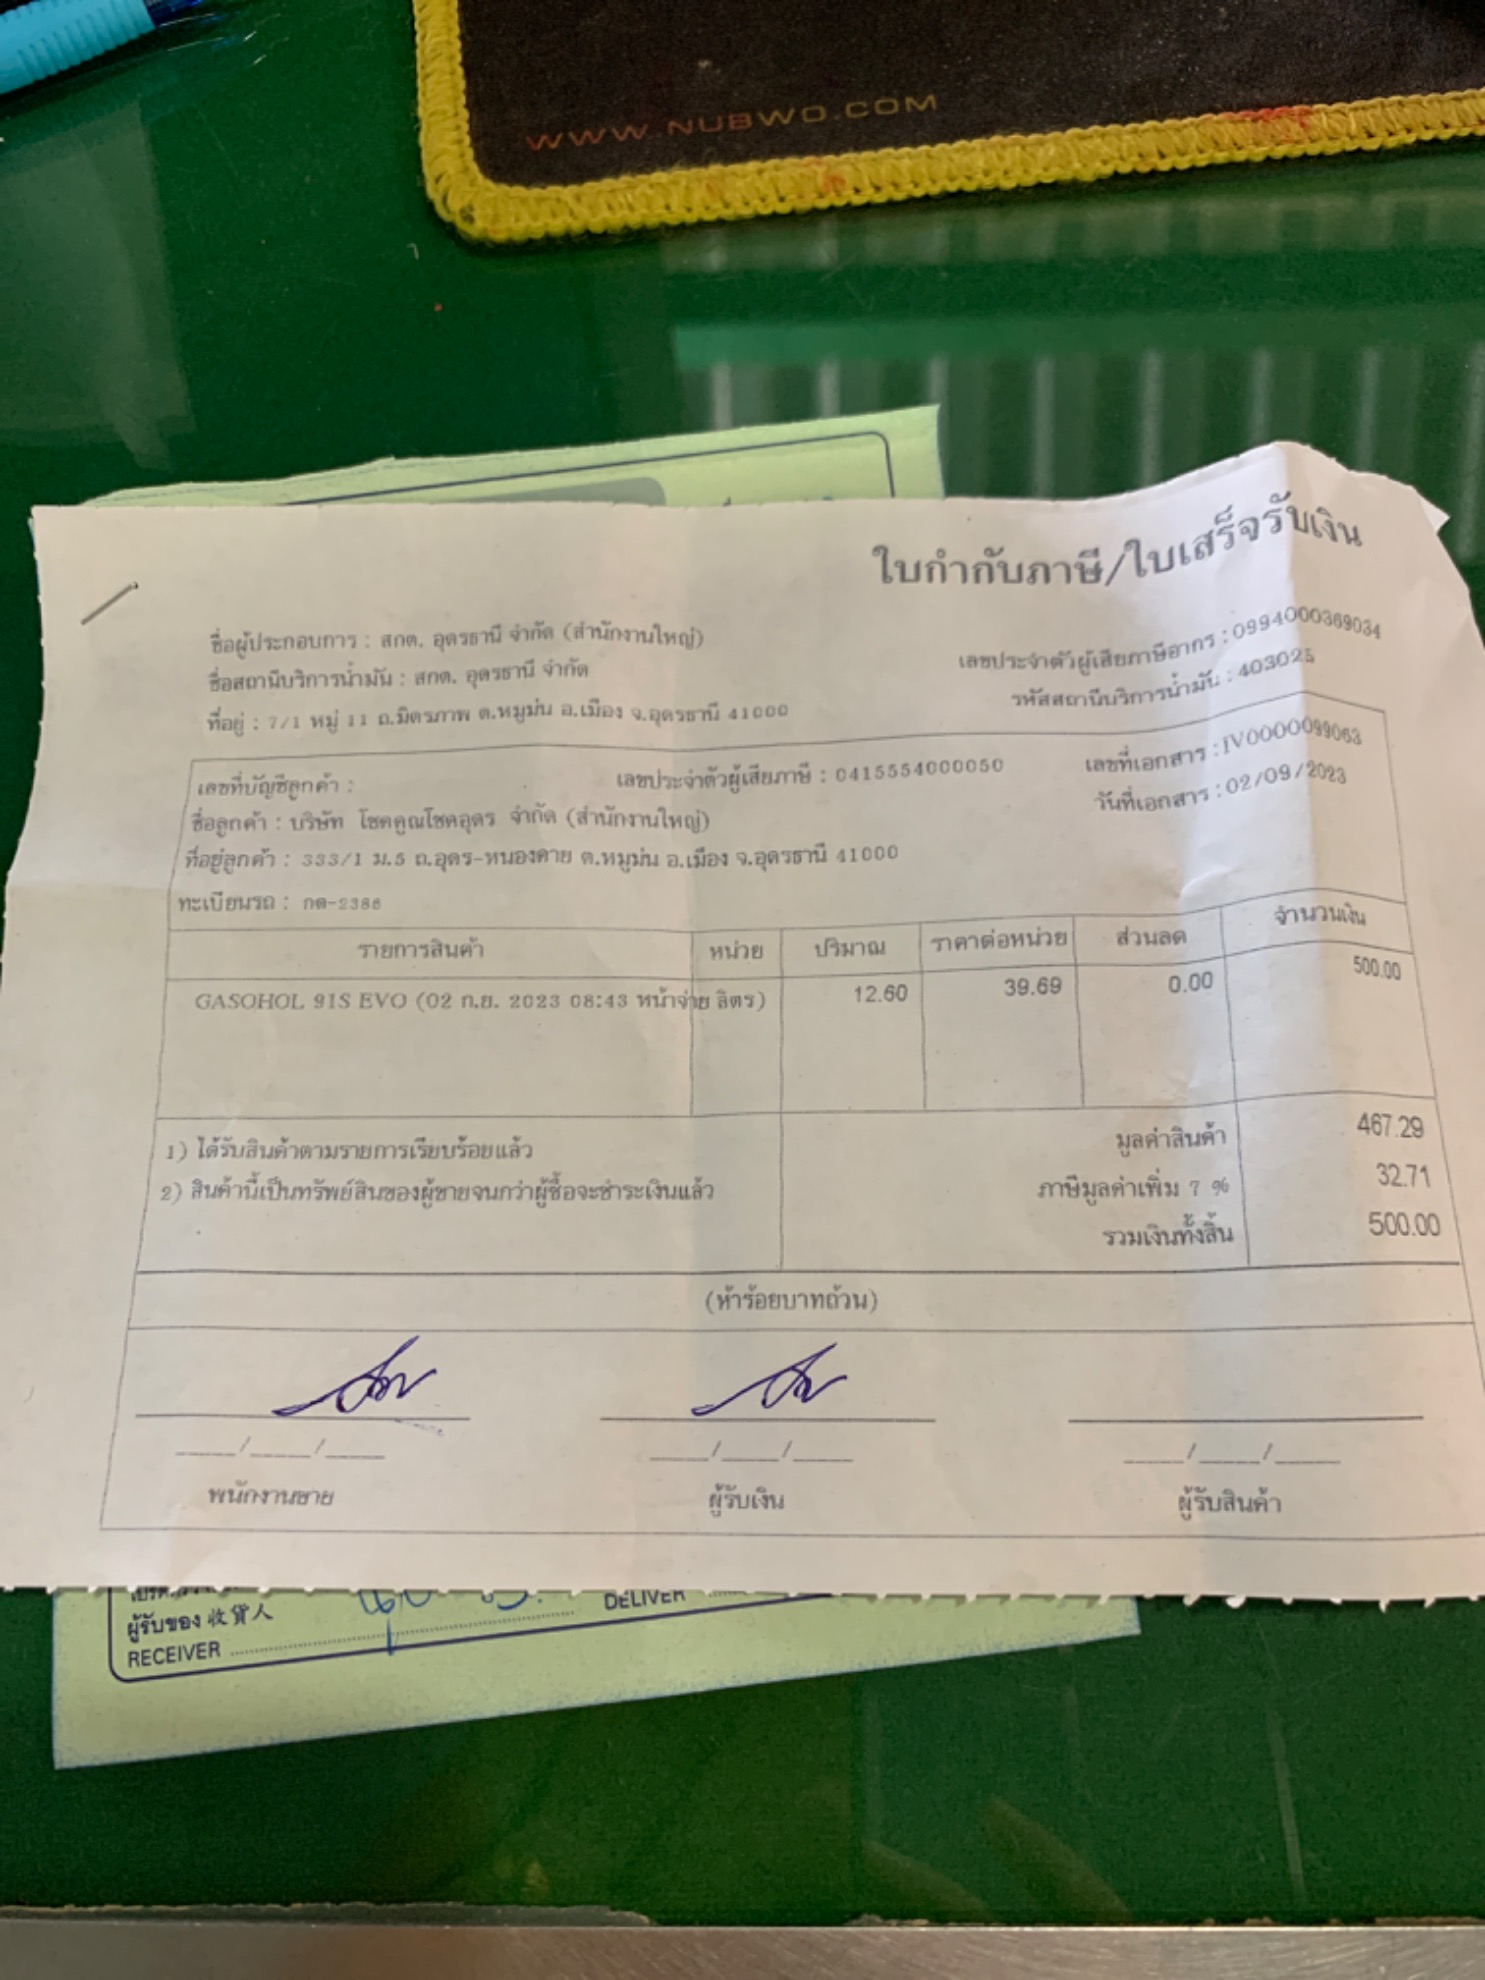 WWW.NUBWO.COM
ใบกำกับภาษี/ใบเสร็จรับเงิน
ชื่อผู้ประกอบการ : สกต. อุดรธานี จำกัด (สำนักงานใหญ่)
เลขประจำตัวผู้เสียภาษีอากร : 0994000369034
ชื่อสถานีบริการน้ำมัน : สกต. อุดรธานี จำกัด
รหัสสถานีบริการน้ำมัน : 403025
ที่อยู่ : 7/1 หมู่ 11 ถ.มิตรภาพ ต.หมูม่น อ.เมือง จ.อุดรธานี 41000
เลขที่บัญชีลูกค้า : เลขประจำตัวผู้เสียภาษี : 0415554000050 เลขที่เอกสาร : IV0000099063
ชื่อลูกค้า : บริษัท โชคคูณโชคอุดร จำกัด (สำนักงานใหญ่) วันที่เอกสาร : 02/09/2023
ที่อยู่ลูกค้า : 333/1 ม.5 ถ.อุดร-หนองคาย ต.หมูม่น อ.เมือง จ.อุดรธานี 41000
ทะเบียนรถ : กต-2386
รายการสินค้า หน่วย ปริมาณ ราคาต่อหน่วย ส่วนลด จำนวนเงิน
GASOHOL 91S EVO (02 ก.ย. 2023 08:43 หน้าจ่าย ลิตร) 12.60 39.69 0.00 500.00
1) ได้รับสินค้าตามรายการเรียบร้อยแล้ว มูลค่าสินค้า 467.29
2) สินค้านี้เป็นทรัพย์สินของผู้ขายจนกว่าผู้ซื้อจะชำระเงินแล้ว ภาษีมูลค่าเพิ่ม 7 % 32.71
รวมเงินทั้งสิ้น 500.00
(ห้าร้อยบาทถ้วน)
____/____/____ ____/____/____ ____/____/____
พนักงานขาย ผู้รับเงิน ผู้รับสินค้า
ผู้รับของ 收貨人
DELIVER
RECEIVER